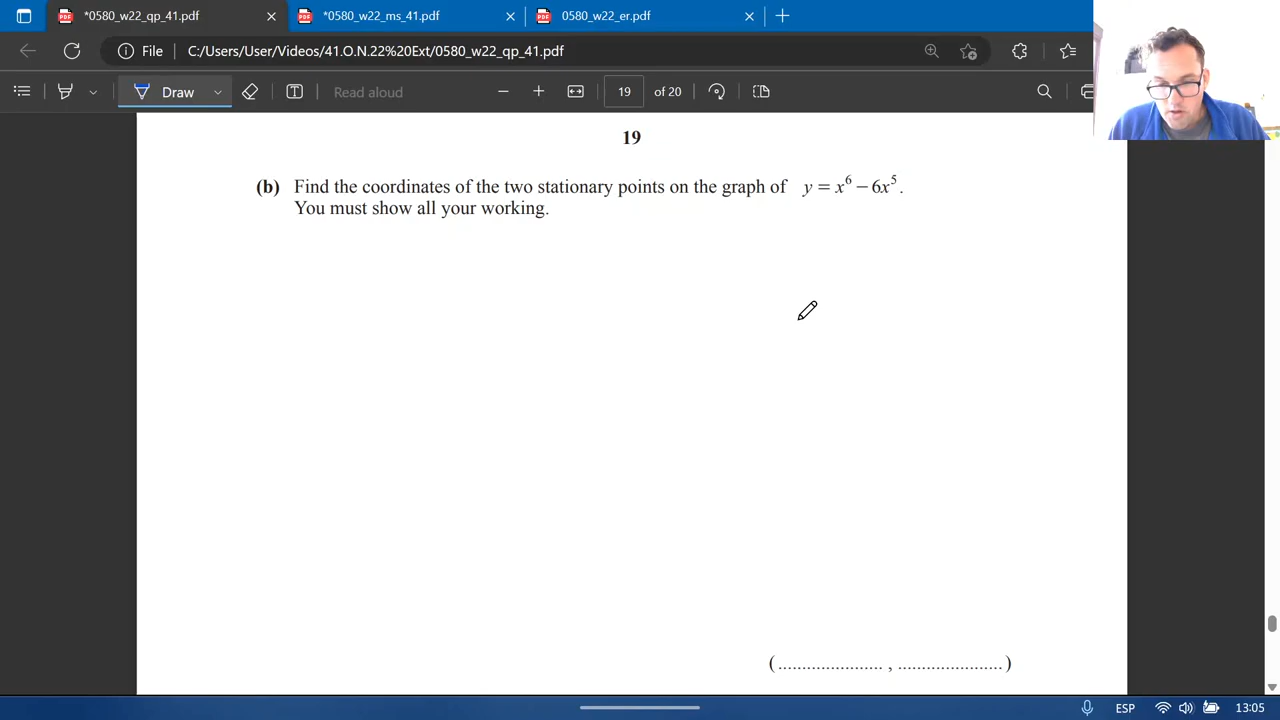 *0580_w22_qp_41.pdf
*0580_w22_ms_41.pdf
0580_w22_er.pdf
File
C:/Users/User/Videos/41.O.N.22%20Ext/0580_w22_qp_41.pdf
Draw
Read aloud
19
of 20
19
(b) Find the coordinates of the two stationary points on the graph of y = x⁶ − 6x⁵.
You must show all your working.
( ...................... , ...................... )
ESP
13:05